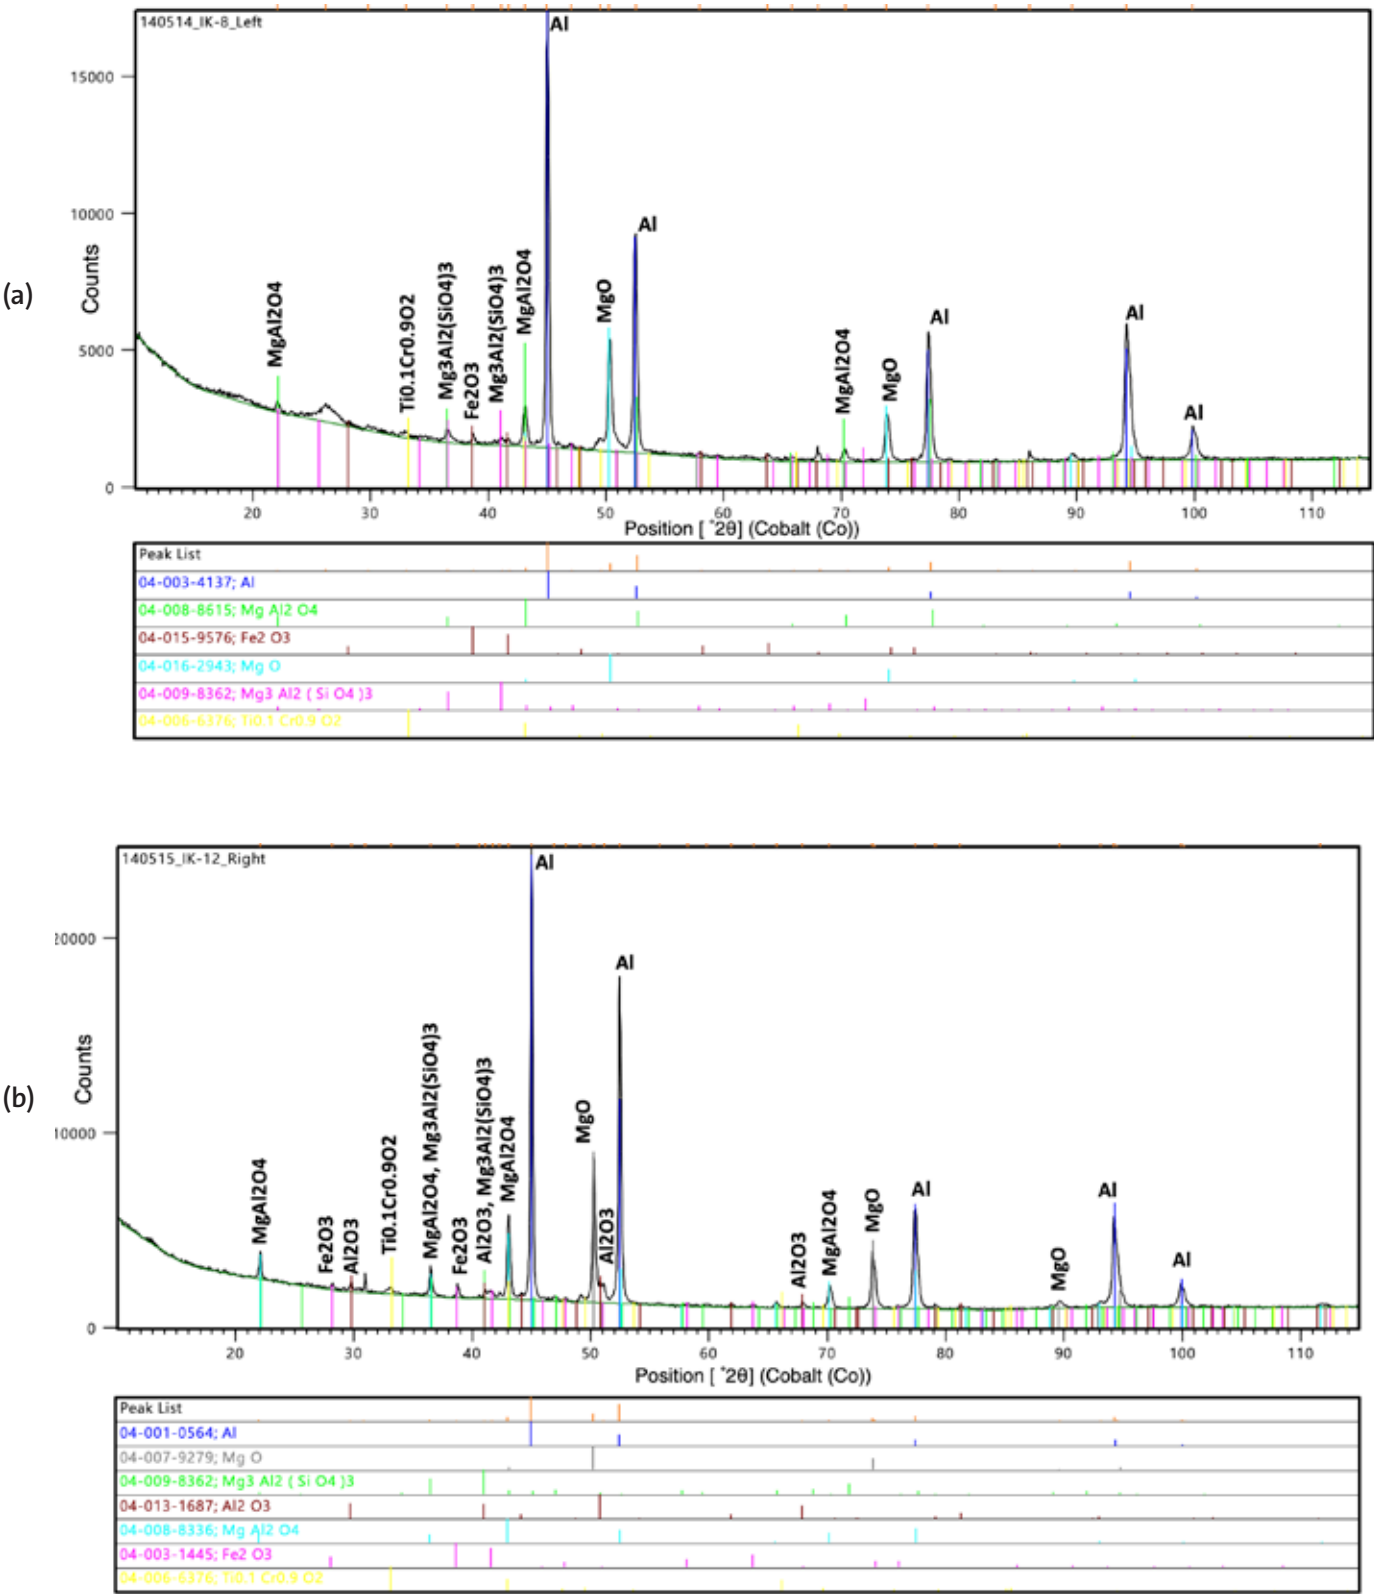 (a)
140514_IK-8_Left
Counts
15000
10000
5000
0
MgAl2O4
Ti0.1Cr0.9O2
Mg3Al2(SiO4)3
Fe2O3
Mg3Al2(SiO4)3
MgAl2O4
Al
MgO
Al
MgAl2O4
MgO
Al
Al
Al
20 30 40 50 60 70 80 90 100 110
Position [ °2θ] (Cobalt (Co))
Peak List
04-003-4137; Al
04-008-8615; Mg Al2 O4
04-015-9576; Fe2 O3
04-016-2943; Mg O
04-009-8362; Mg3 Al2 ( Si O4 )3
04-006-6376; Ti0.1 Cr0.9 O2
(b)
140515_IK-12_Right
Counts
20000
10000
0
MgAl2O4
Fe2O3
Al2O3
Ti0.1Cr0.9O2
MgAl2O4, Mg3Al2(SiO4)3
Fe2O3
Al2O3, Mg3Al2(SiO4)3
MgAl2O4
Al
MgO
Al2O3
Al
Al2O3
MgAl2O4
MgO
Al
MgO
Al
Al
20 30 40 50 60 70 80 90 100 110
Position [ °2θ] (Cobalt (Co))
Peak List
04-001-0564; Al
04-007-9279; Mg O
04-009-8362; Mg3 Al2 ( Si O4 )3
04-013-1687; Al2 O3
04-008-8336; Mg Al2 O4
04-003-1445; Fe2 O3
04-006-6376; Ti0.1 Cr0.9 O2